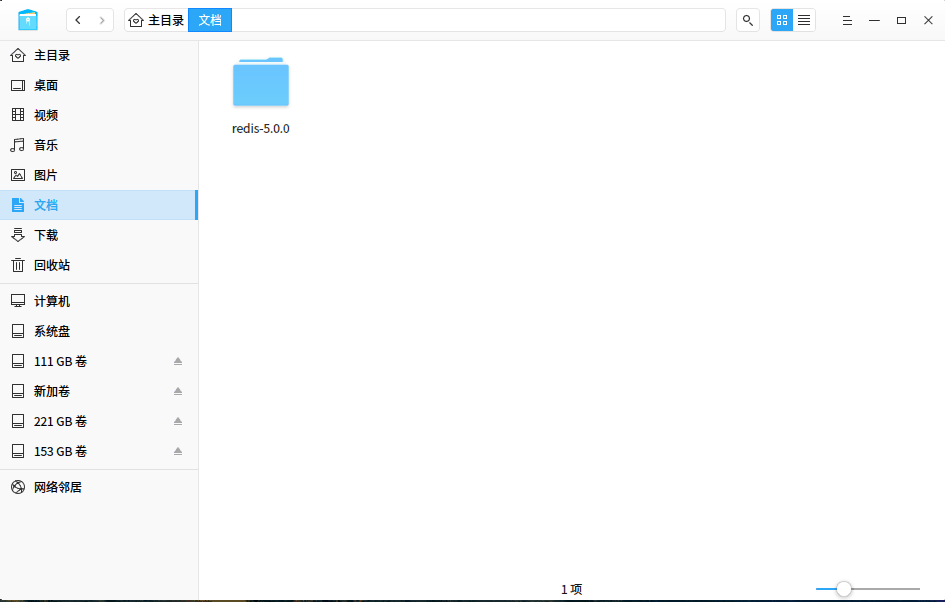 主目录 文档
主目录
桌面
视频
音乐
图片
文档
下载
回收站
计算机
系统盘
111 GB 卷
新加卷
221 GB 卷
153 GB 卷
网络邻居
redis-5.0.0
1 项